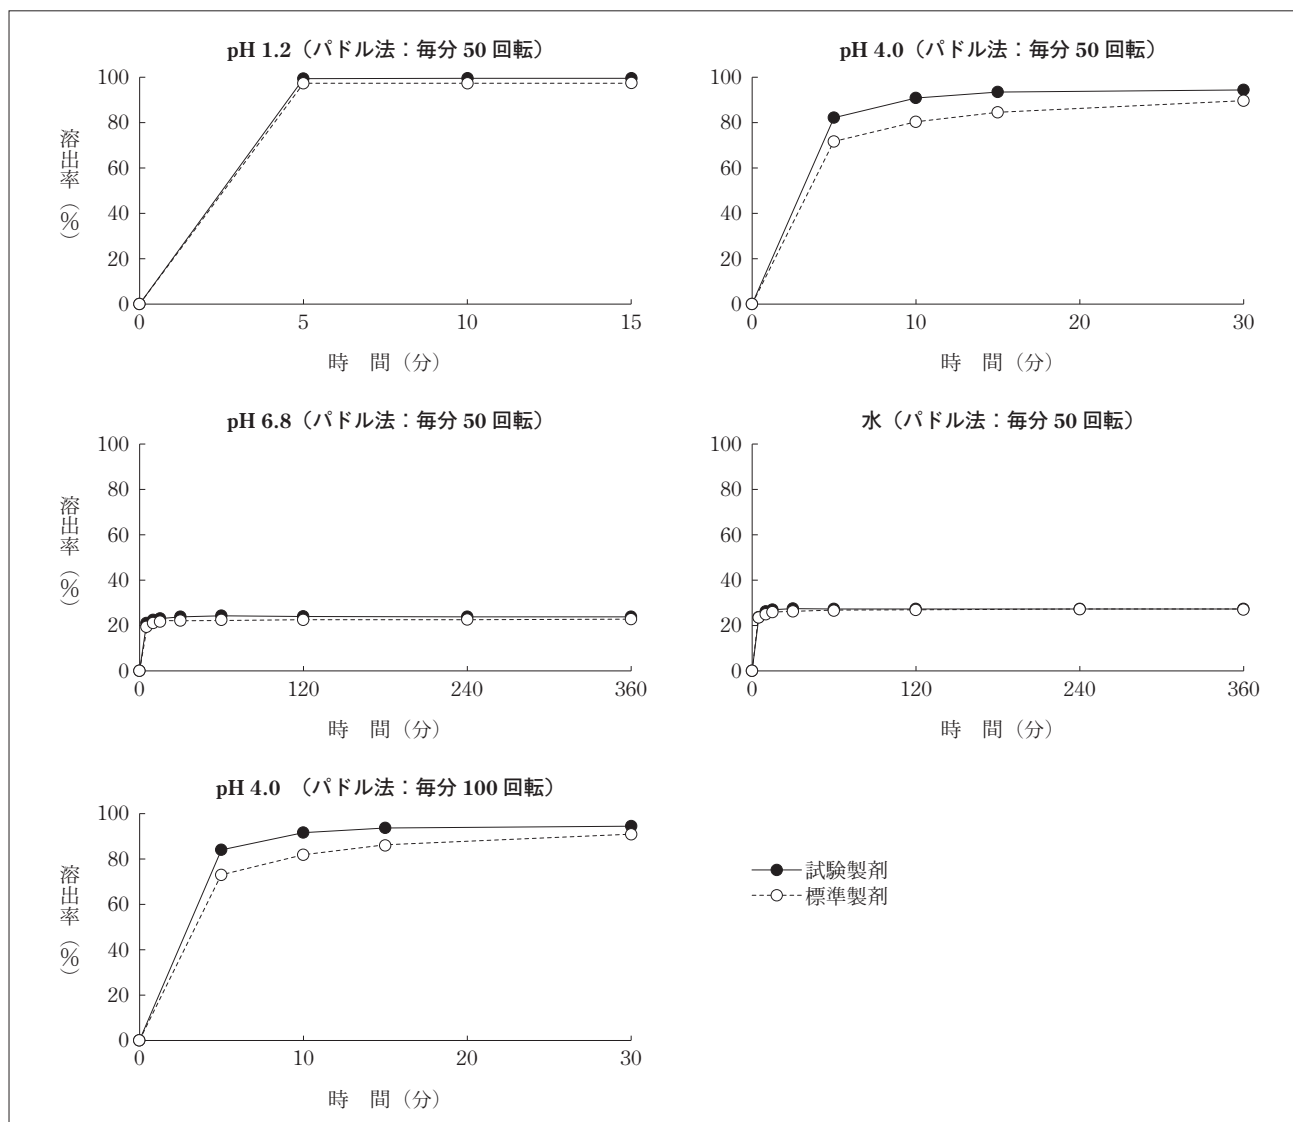 pH 1.2（パドル法：毎分 50 回転）
100
80
60
40
20
0
溶出率（%）
0 5 10 15
時　間（分）
pH 4.0（パドル法：毎分 50 回転）
100
80
60
40
20
0
0 10 20 30
時　間（分）
pH 6.8（パドル法：毎分 50 回転）
100
80
60
40
20
0
溶出率（%）
0 120 240 360
時　間（分）
水（パドル法：毎分 50 回転）
100
80
60
40
20
0
0 120 240 360
時　間（分）
pH 4.0 （パドル法：毎分 100 回転）
100
80
60
40
20
0
溶出率（%）
0 10 20 30
時　間（分）
試験製剤
標準製剤